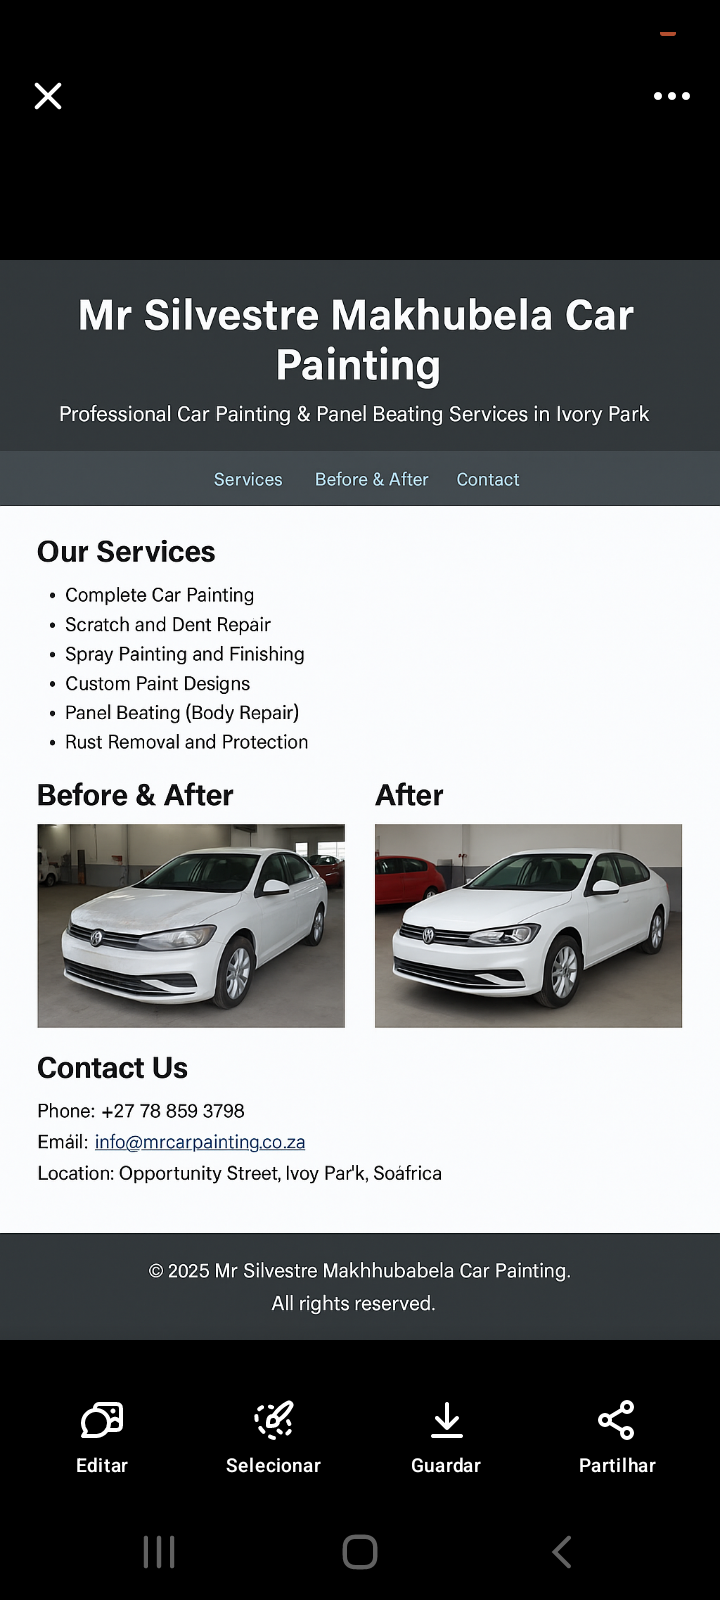 Mr Silvestre Makhubela Car
Painting
Professional Car Painting & Panel Beating Services in Ivory Park
Services Before & After Contact
Our Services
• Complete Car Painting
• Scratch and Dent Repair
• Spray Painting and Finishing
• Custom Paint Designs
• Panel Beating (Body Repair)
• Rust Removal and Protection
Before & After After
Contact Us
Phone: +27 78 859 3798
Emáil: info@mrcarpainting.co.za
Location: Opportunity Street, Ivoy Par'k, Soáfrica
© 2025 Mr Silvestre Makhhubabela Car Painting.
All rights reserved.
Editar Selecionar Guardar Partilhar